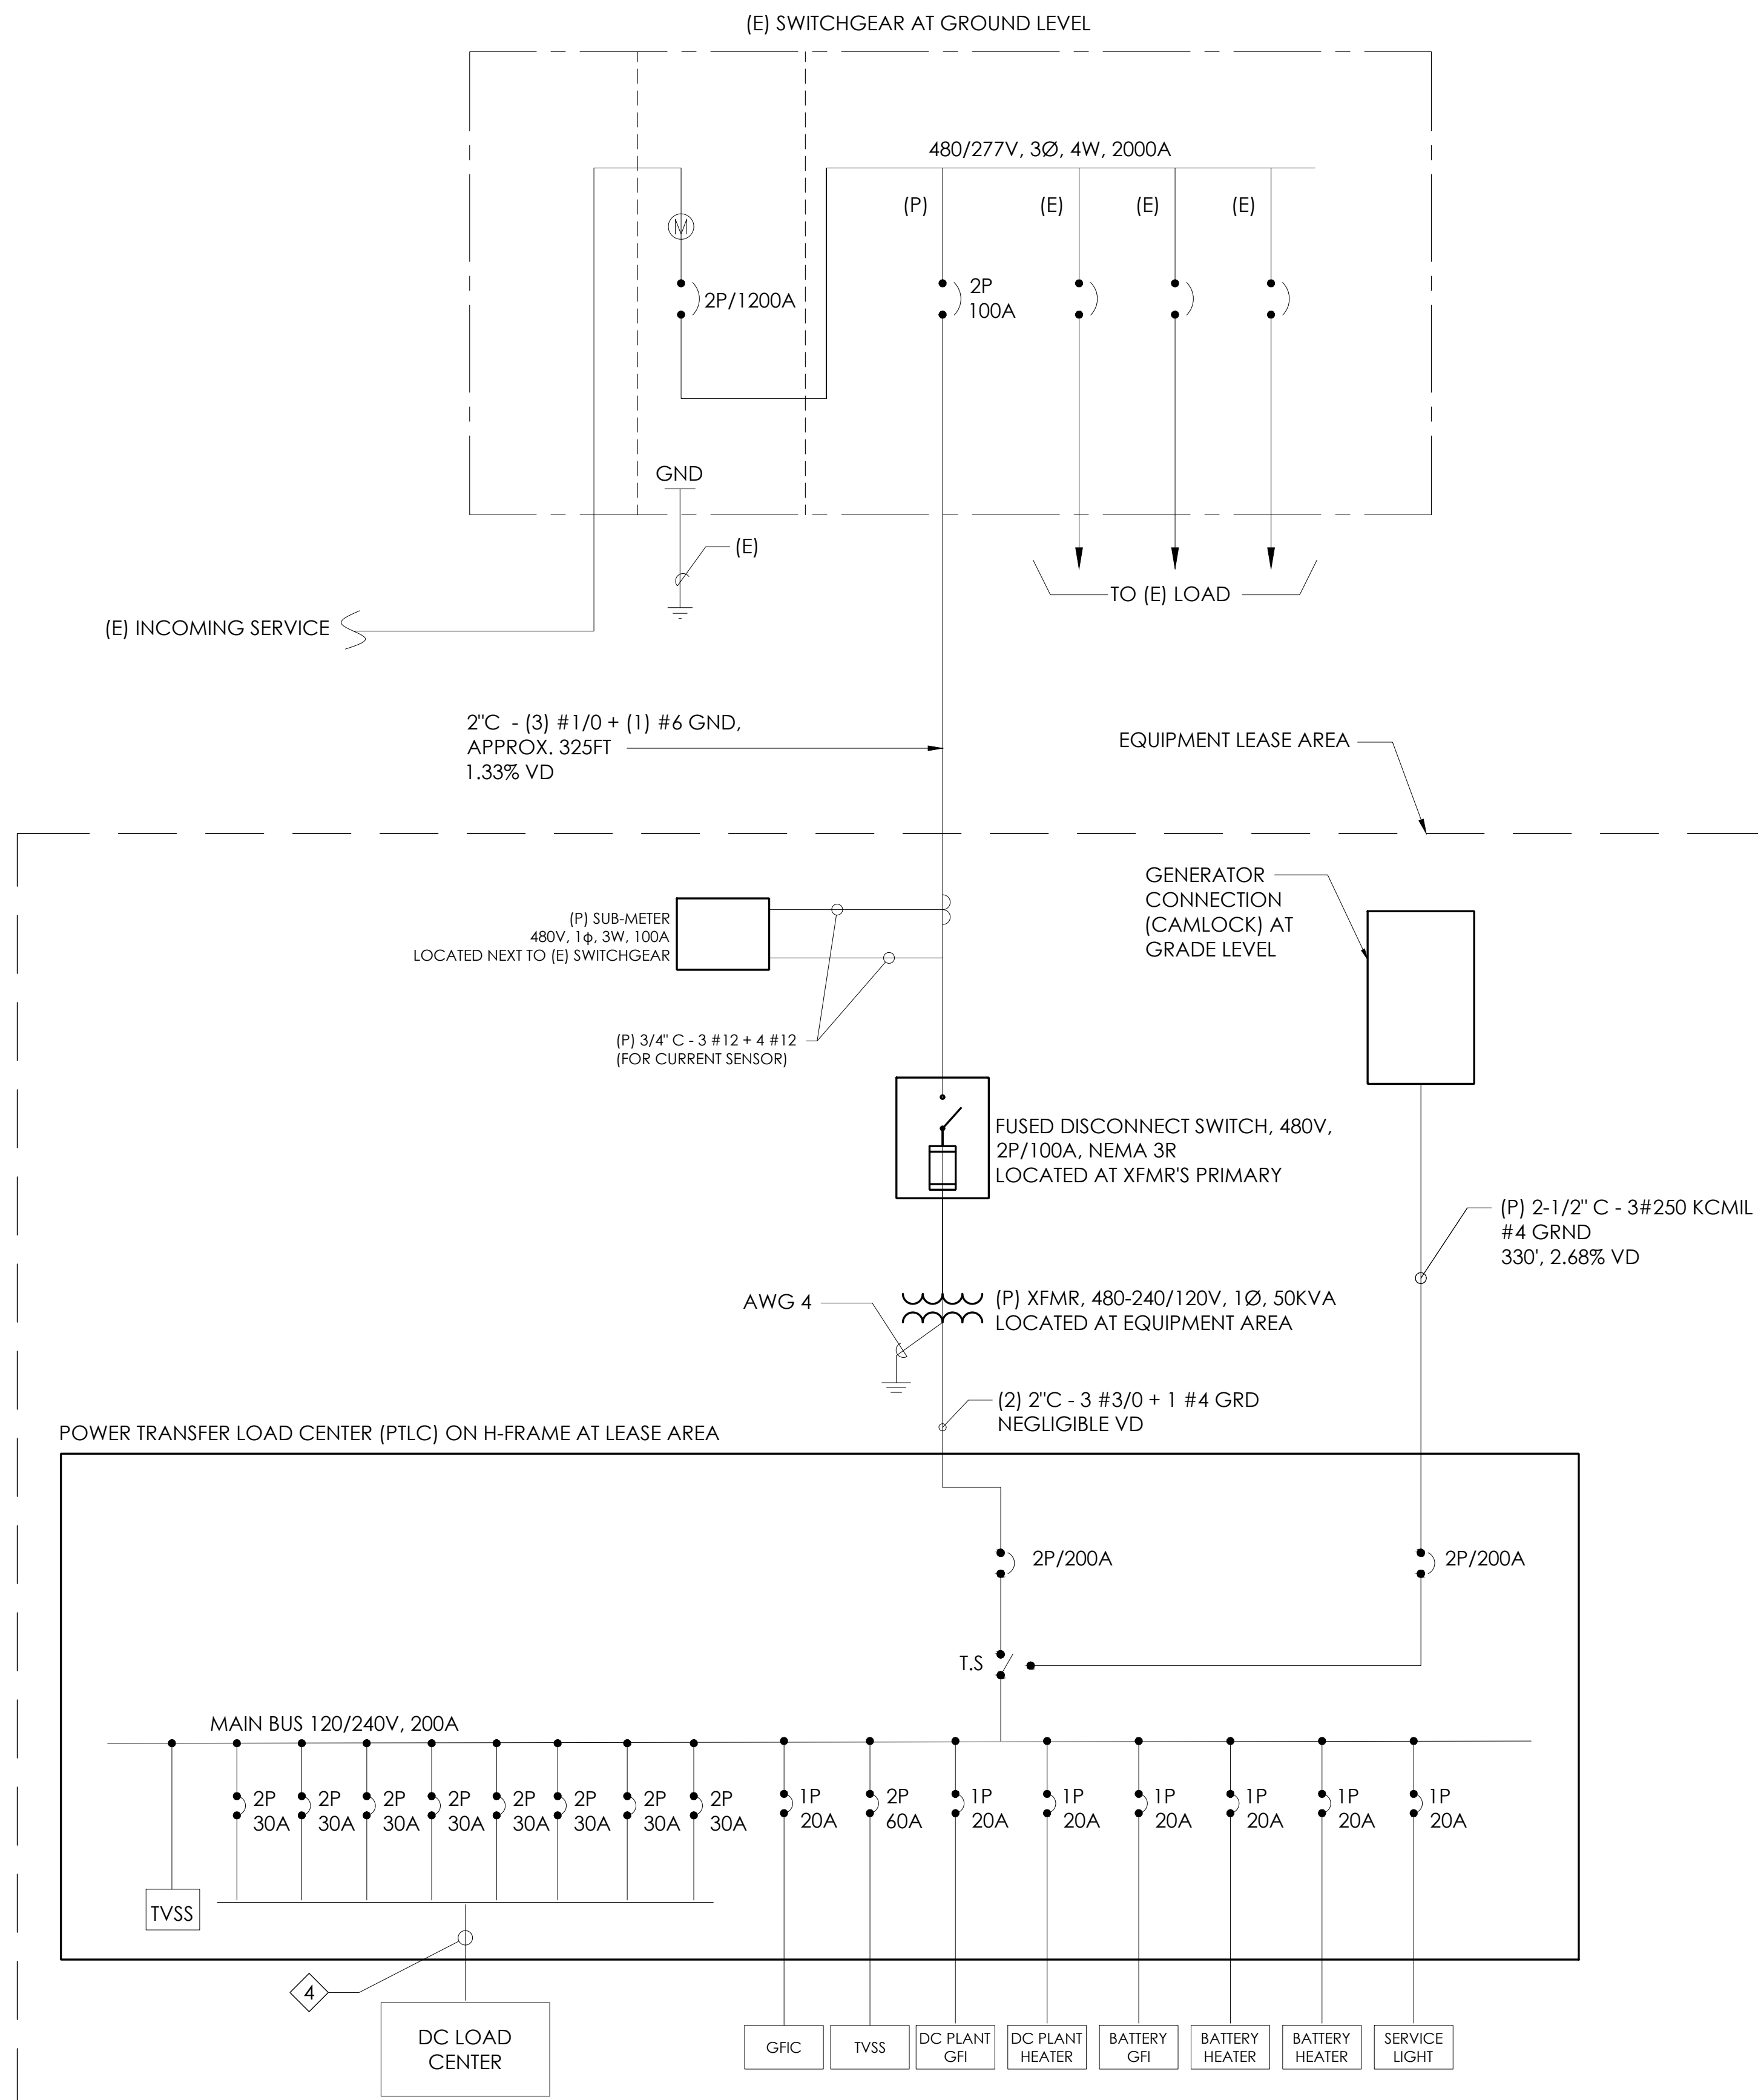 (E) SWITCHGEAR AT GROUND LEVEL
480/277V, 3Ø, 4W, 2000A
(P)
(E)
(E)
(E)
M
2P/1200A
2P
100A
GND
(E)
TO (E) LOAD
(E) INCOMING SERVICE
2"C - (3) #1/0 + (1) #6 GND,
APPROX. 325FT
1.33% VD
EQUIPMENT LEASE AREA
GENERATOR
CONNECTION
(CAMLOCK) AT
GRADE LEVEL
(P) SUB-METER
480V, 1ϕ, 3W, 100A
LOCATED NEXT TO (E) SWITCHGEAR
(P) 3/4" C - 3 #12 + 4 #12
(FOR CURRENT SENSOR)
FUSED DISCONNECT SWITCH, 480V,
2P/100A, NEMA 3R
LOCATED AT XFMR'S PRIMARY
(P) 2-1/2" C - 3#250 KCMIL
#4 GRND
330', 2.68% VD
AWG 4
(P) XFMR, 480-240/120V, 1Ø, 50KVA
LOCATED AT EQUIPMENT AREA
(2) 2"C - 3 #3/0 + 1 #4 GRD
NEGLIGIBLE VD
POWER TRANSFER LOAD CENTER (PTLC) ON H-FRAME AT LEASE AREA
2P/200A
2P/200A
T.S
MAIN BUS 120/240V, 200A
2P
30A
2P
30A
2P
30A
2P
30A
2P
30A
2P
30A
2P
30A
2P
30A
1P
20A
2P
60A
1P
20A
1P
20A
1P
20A
1P
20A
1P
20A
1P
20A
TVSS
4
DC LOAD
CENTER
GFIC
TVSS
DC PLANT
GFI
DC PLANT
HEATER
BATTERY
GFI
BATTERY
HEATER
BATTERY
HEATER
SERVICE
LIGHT